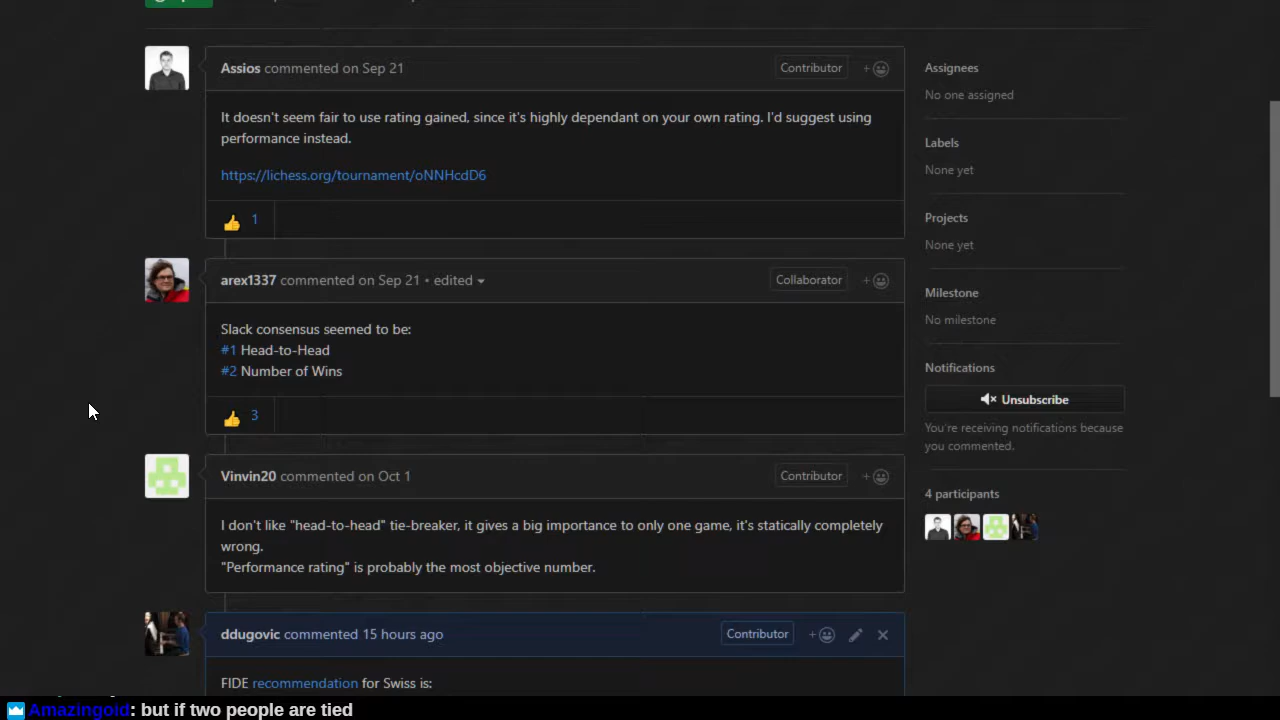 Assios commented on Sep 21
Contributor
It doesn't seem fair to use rating gained, since it's highly dependant on your own rating. I'd suggest using
performance instead.
https://lichess.org/tournament/oNNHcdD6
1
arex1337 commented on Sep 21 • edited
Collaborator
Slack consensus seemed to be:
#1 Head-to-Head
#2 Number of Wins
3
Vinvin20 commented on Oct 1
Contributor
I don't like "head-to-head" tie-breaker, it gives a big importance to only one game, it's statically completely
wrong.
"Performance rating" is probably the most objective number.
ddugovic commented 15 hours ago
Contributor
FIDE recommendation for Swiss is:
Assignees
No one assigned
Labels
None yet
Projects
None yet
Milestone
No milestone
Notifications
Unsubscribe
You're receiving notifications because
you commented.
4 participants
Amazingoid: but if two people are tied